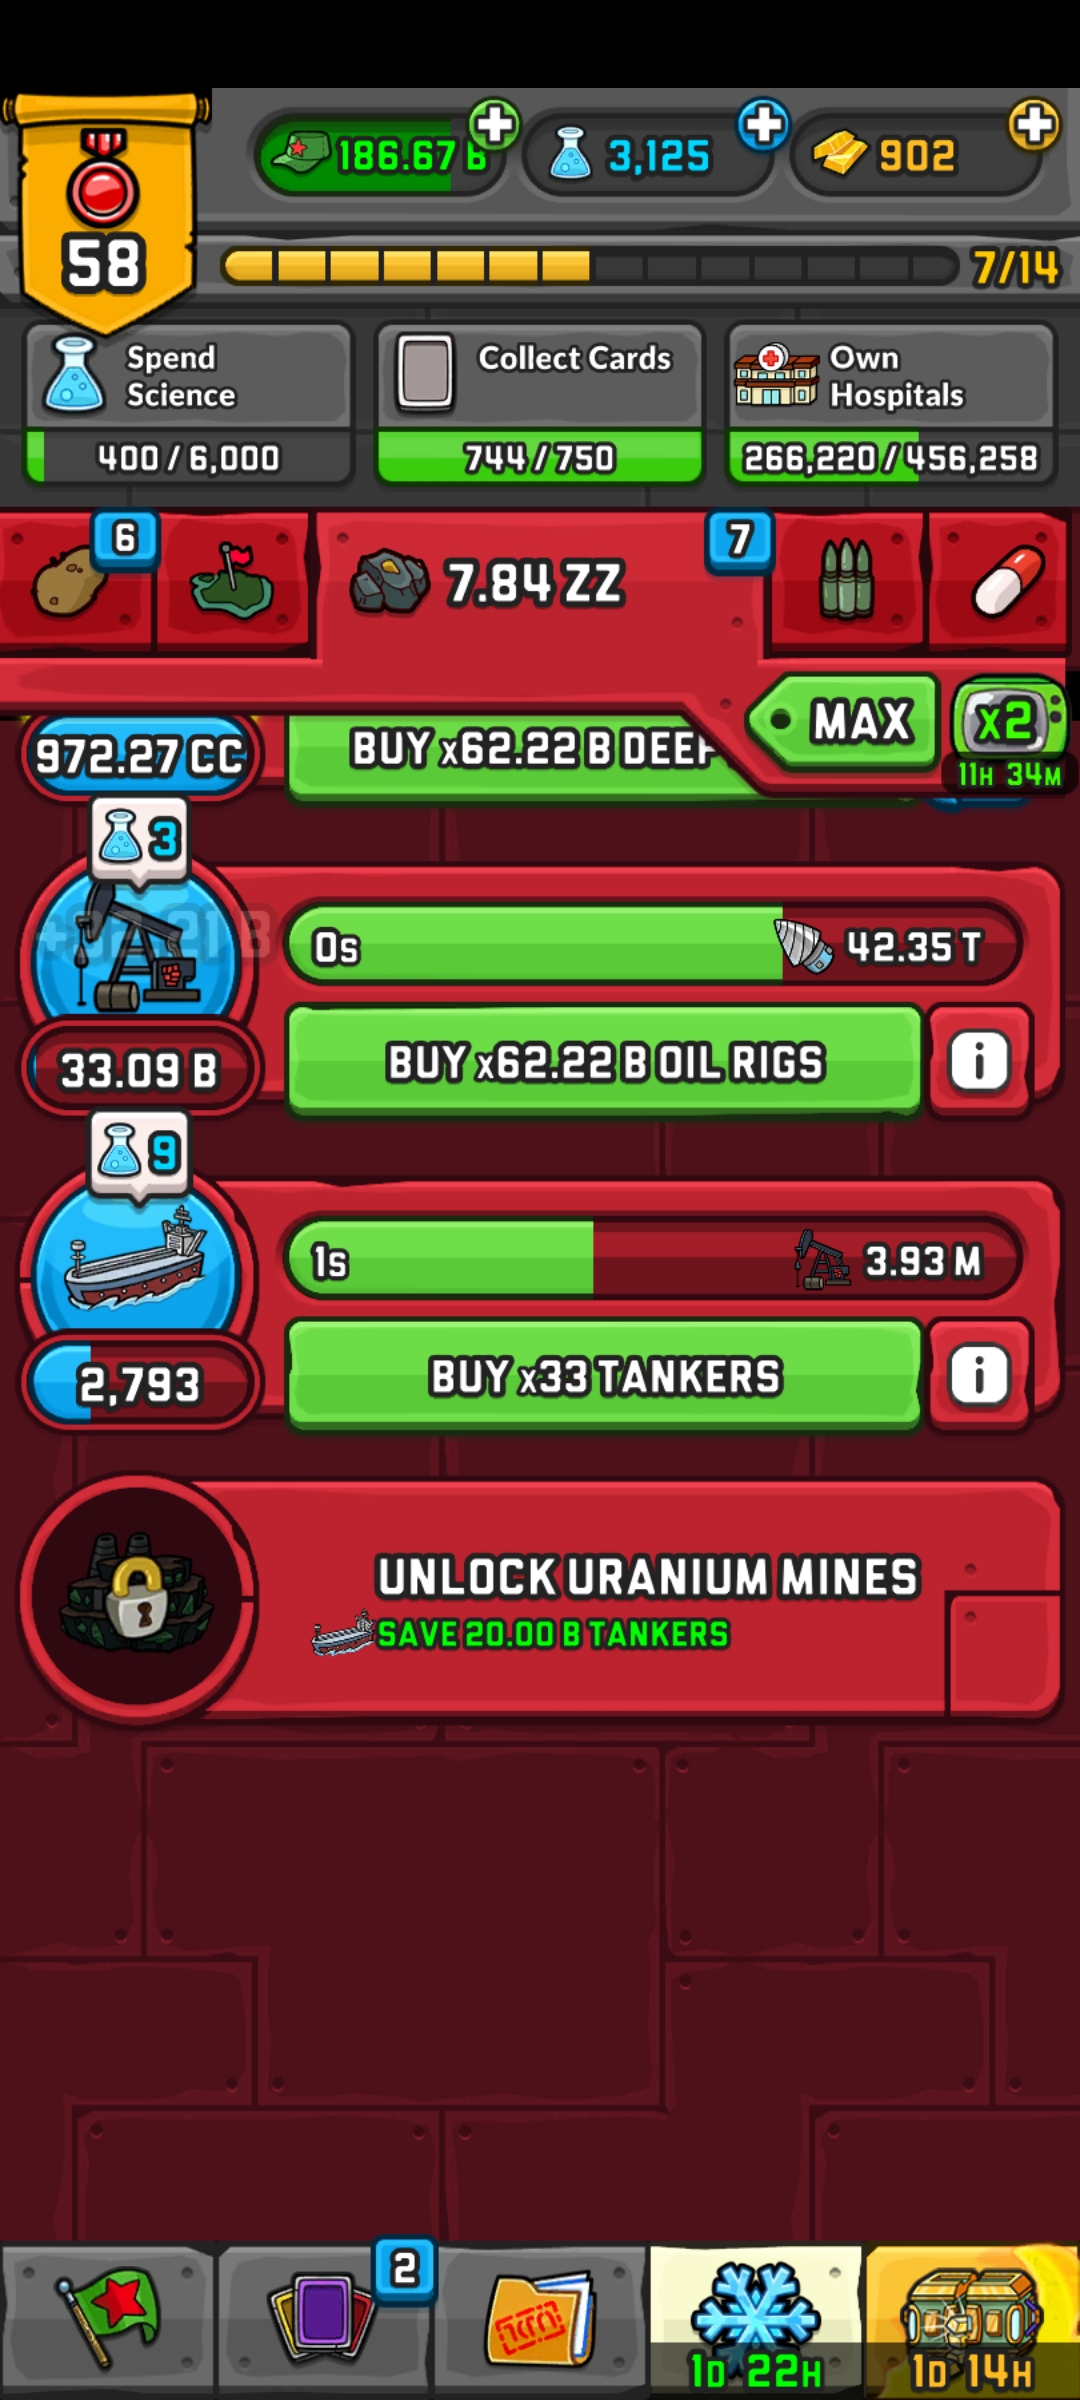 58
186.67 B
3,125
902
7/14
Spend
Science
400 / 6,000
Collect Cards
744 / 750
Own
Hospitals
266,220 / 456,258
6
7.84 ZZ
7
MAX
x2
11H 34M
972.27 CC
BUY x62.22 B DEEP
3
0s
42.35 T
33.09 B
BUY x62.22 B OIL RIGS
i
9
1s
3.93 M
2,793
BUY x33 TANKERS
i
UNLOCK URANIUM MINES
SAVE 20.00 B TANKERS
2
1D 22H
1D 14H